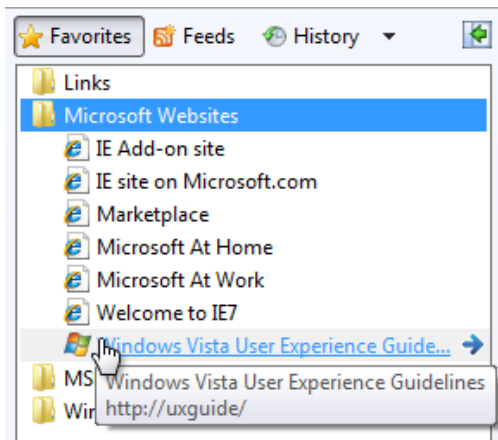 Favorites Feeds History
Links
Microsoft Websites
IE Add-on site
IE site on Microsoft.com
Marketplace
Microsoft At Home
Microsoft At Work
Welcome to IE7
Windows Vista User Experience Guide...
MS
Windows Vista User Experience Guidelines
http://uxguide/